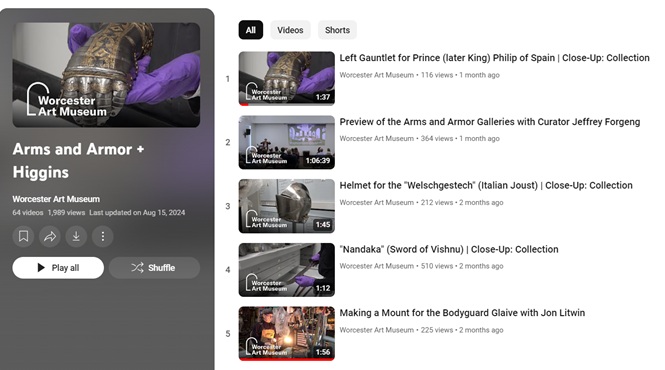 Worcester
Art Museum
Arms and Armor +
Higgins
Worcester Art Museum
64 videos 1,989 views Last updated on Aug 15, 2024
Play all
Shuffle
All
Videos
Shorts
1
Worcester
Art Museum
1:37
Left Gauntlet for Prince (later King) Philip of Spain | Close-Up: Collection
Worcester Art Museum • 116 views • 1 month ago
2
Worcester
Art Museum
1:06:39
Preview of the Arms and Armor Galleries with Curator Jeffrey Forgeng
Worcester Art Museum • 364 views • 1 month ago
3
Worcester
Art Museum
1:45
Helmet for the "Welschgestech" (Italian Joust) | Close-Up: Collection
Worcester Art Museum • 212 views • 2 months ago
4
Worcester
Art Museum
1:12
"Nandaka" (Sword of Vishnu) | Close-Up: Collection
Worcester Art Museum • 510 views • 2 months ago
5
Worcester
Art Museum
1:56
Making a Mount for the Bodyguard Glaive with Jon Litwin
Worcester Art Museum • 225 views • 2 months ago